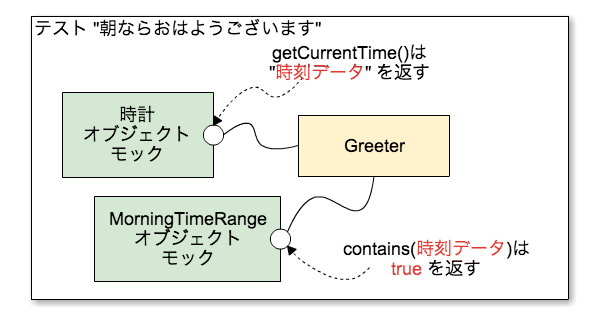 テスト "朝ならおはようございます"
getCurrentTime()は
"時刻データ" を返す
時計
オブジェクト
モック
Greeter
MorningTimeRange
オブジェクト
モック
contains(時刻データ)は
true を返す